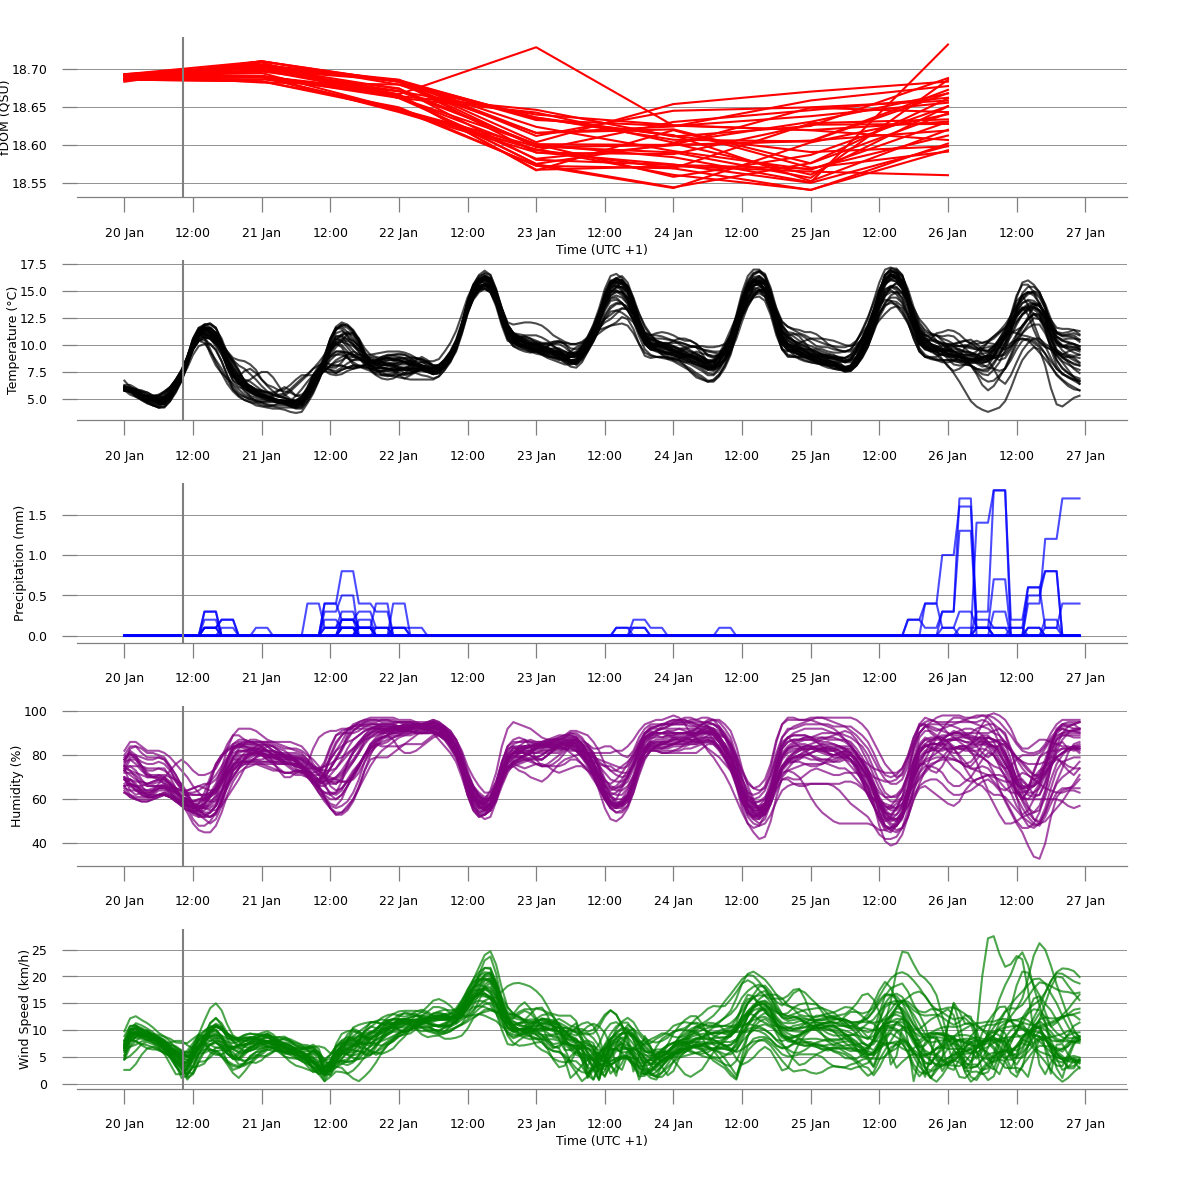 fDOM (QSU)
18.70
18.65
18.60
18.55
20 Jan 12:00 21 Jan 12:00 22 Jan 12:00 23 Jan 12:00 24 Jan 12:00 25 Jan 12:00 26 Jan 12:00 27 Jan
Time (UTC +1)
Temperature (°C)
17.5
15.0
12.5
10.0
7.5
5.0
20 Jan 12:00 21 Jan 12:00 22 Jan 12:00 23 Jan 12:00 24 Jan 12:00 25 Jan 12:00 26 Jan 12:00 27 Jan
Precipitation (mm)
1.5
1.0
0.5
0.0
20 Jan 12:00 21 Jan 12:00 22 Jan 12:00 23 Jan 12:00 24 Jan 12:00 25 Jan 12:00 26 Jan 12:00 27 Jan
Humidity (%)
100
80
60
40
20 Jan 12:00 21 Jan 12:00 22 Jan 12:00 23 Jan 12:00 24 Jan 12:00 25 Jan 12:00 26 Jan 12:00 27 Jan
Wind Speed (km/h)
25
20
15
10
5
0
20 Jan 12:00 21 Jan 12:00 22 Jan 12:00 23 Jan 12:00 24 Jan 12:00 25 Jan 12:00 26 Jan 12:00 27 Jan
Time (UTC +1)